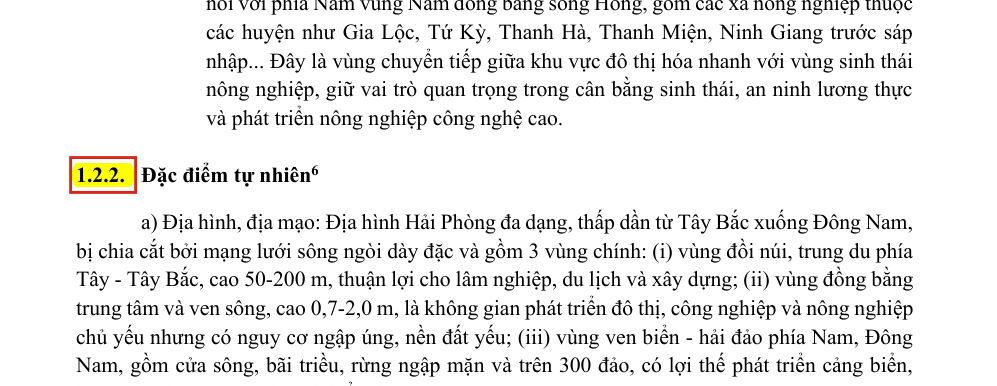 nối với phía Nam vùng Nam đồng bằng sông Hồng, gồm các xã nông nghiệp thuộc
các huyện như Gia Lộc, Tứ Kỳ, Thanh Hà, Thanh Miện, Ninh Giang trước sáp
nhập... Đây là vùng chuyển tiếp giữa khu vực đô thị hóa nhanh với vùng sinh thái
nông nghiệp, giữ vai trò quan trọng trong cân bằng sinh thái, an ninh lương thực
và phát triển nông nghiệp công nghệ cao.
1.2.2. Đặc điểm tự nhiên⁶
a) Địa hình, địa mạo: Địa hình Hải Phòng đa dạng, thấp dần từ Tây Bắc xuống Đông Nam,
bị chia cắt bởi mạng lưới sông ngòi dày đặc và gồm 3 vùng chính: (i) vùng đồi núi, trung du phía
Tây - Tây Bắc, cao 50-200 m, thuận lợi cho lâm nghiệp, du lịch và xây dựng; (ii) vùng đồng bằng
trung tâm và ven sông, cao 0,7-2,0 m, là không gian phát triển đô thị, công nghiệp và nông nghiệp
chủ yếu nhưng có nguy cơ ngập úng, nền đất yếu; (iii) vùng ven biển - hải đảo phía Nam, Đông
Nam, gồm cửa sông, bãi triều, rừng ngập mặn và trên 300 đảo, có lợi thế phát triển cảng biển,